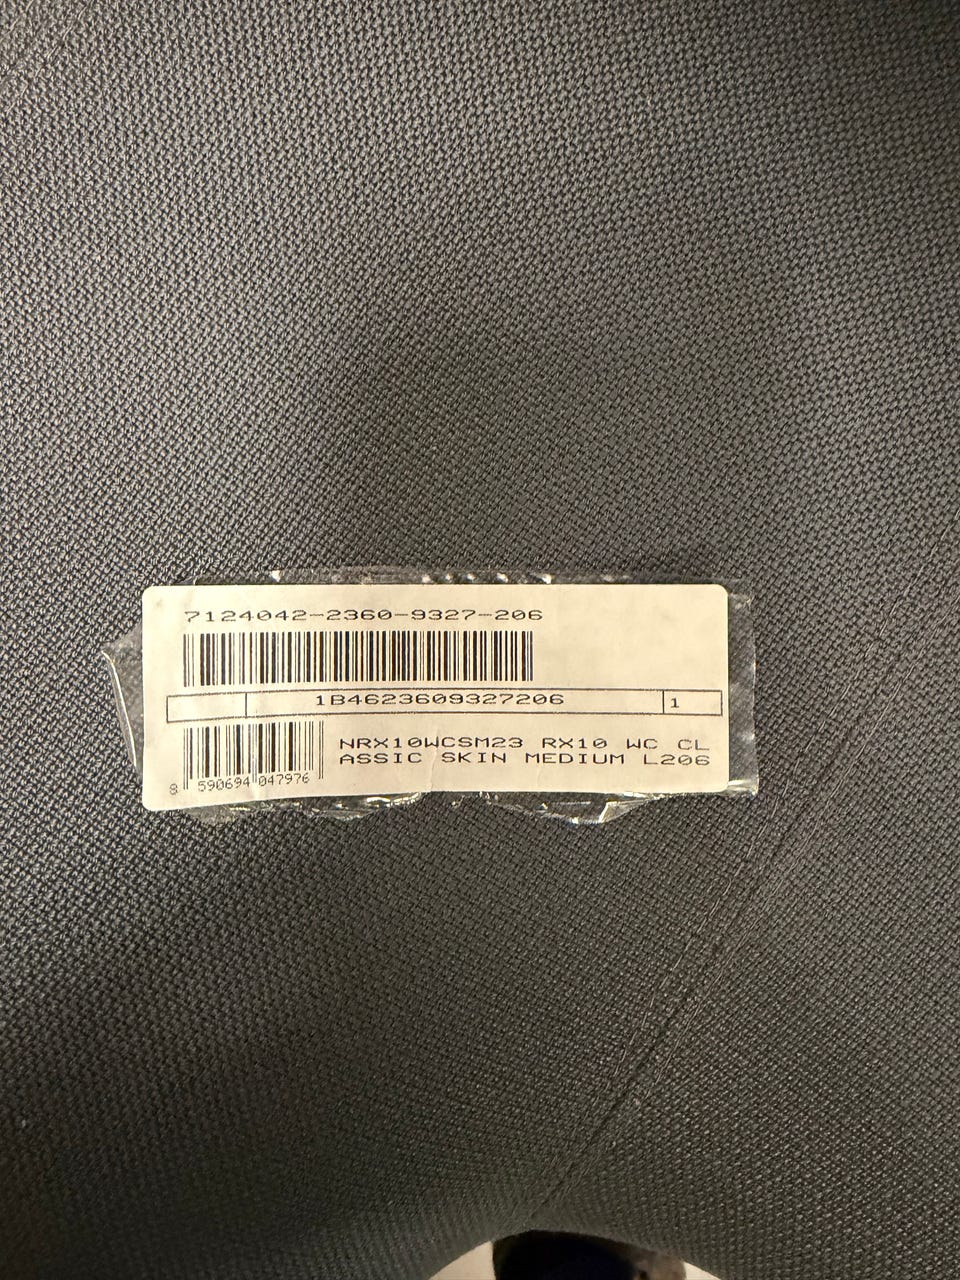 7124042-2360-9327-206
1B4623609327206
1
NRX10WCSM23 RX10 WC CL
ASSIC SKIN MEDIUM L206
8 590694 047976